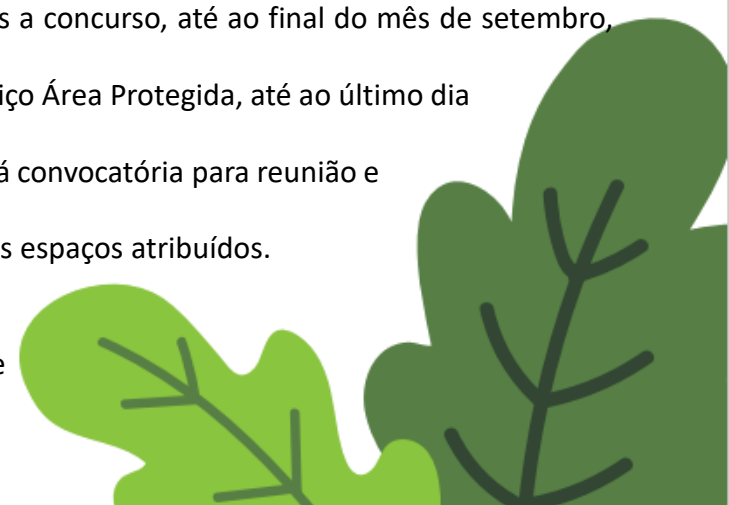 s a concurso, até ao final do mês de setembro,
iço Área Protegida, até ao último dia
á convocatória para reunião e
s espaços atribuídos.
e